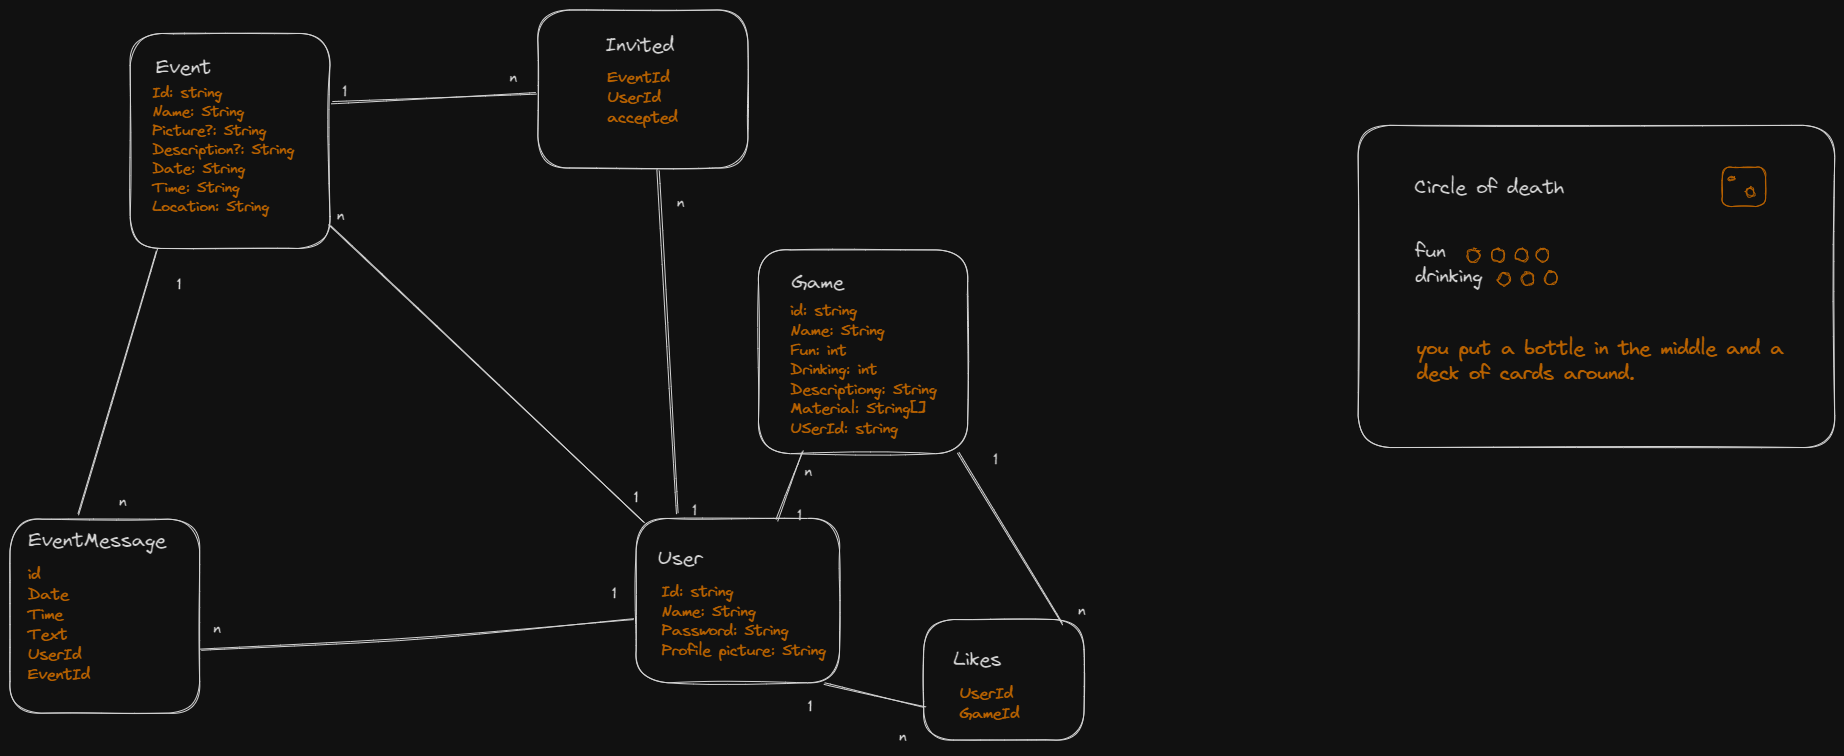 Event
Id: string
Name: String
Picture?: String
Description?: String
Date: String
Time: String
Location: String
1
n
n
1
Invited
EventId
UserId
accepted
n
Game
id: string
Name: String
Fun: int
Drinking: int
Descriptiong: String
Material: String[]
USerId: string
n
1
1
1
1
n
EventMessage
id
Date
Time
Text
UserId
EventId
n
1
User
Id: string
Name: String
Password: String
Profile picture: String
1
n
n
Likes
UserId
GameId
Circle of death
fun
drinking
you put a bottle in the middle and a
deck of cards around.